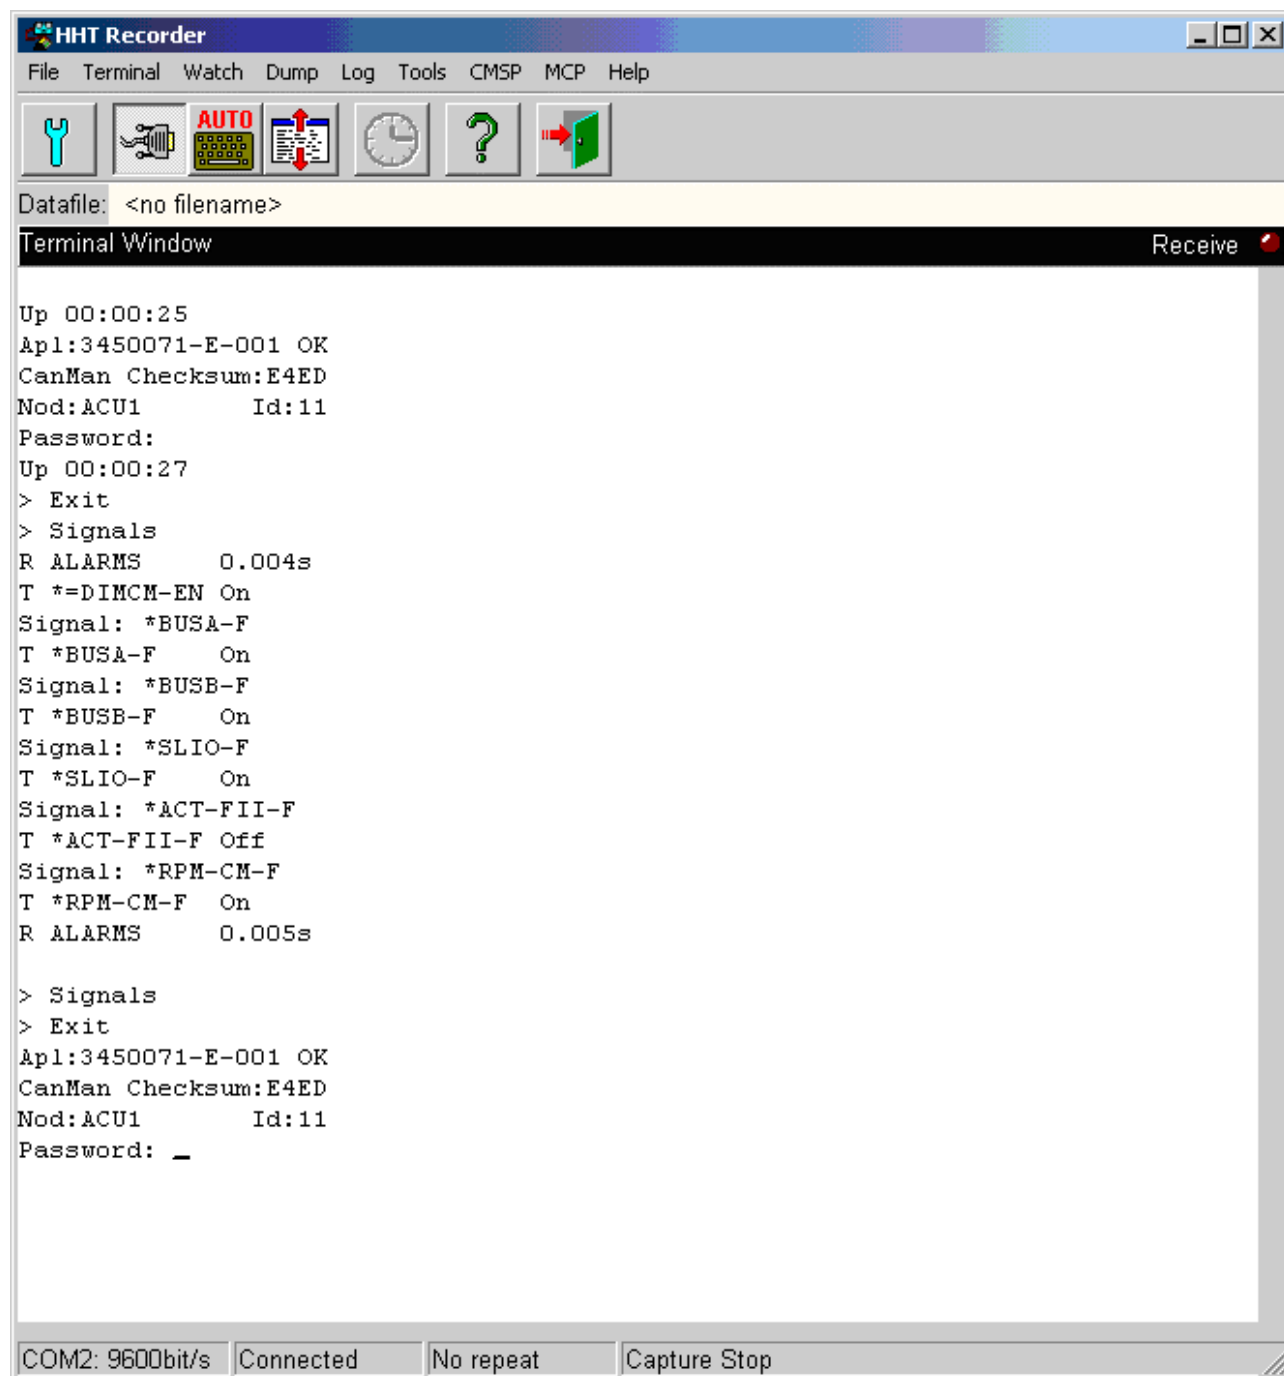 HHT Recorder
File Terminal Watch Dump Log Tools CMSP MCP Help
AUTO
Datafile: <no filename>
Terminal Window Receive
Up 00:00:25
Apl:3450071-E-001 OK
CanMan Checksum:E4ED
Nod:ACU1 Id:11
Password:
Up 00:00:27
> Exit
> Signals
R ALARMS 0.004s
T *=DIMCM-EN On
Signal: *BUSA-F
T *BUSA-F On
Signal: *BUSB-F
T *BUSB-F On
Signal: *SLIO-F
T *SLIO-F On
Signal: *ACT-FII-F
T *ACT-FII-F Off
Signal: *RPM-CM-F
T *RPM-CM-F On
R ALARMS 0.005s
> Signals
> Exit
Apl:3450071-E-001 OK
CanMan Checksum:E4ED
Nod:ACU1 Id:11
Password: _
COM2: 9600bit/s Connected No repeat Capture Stop